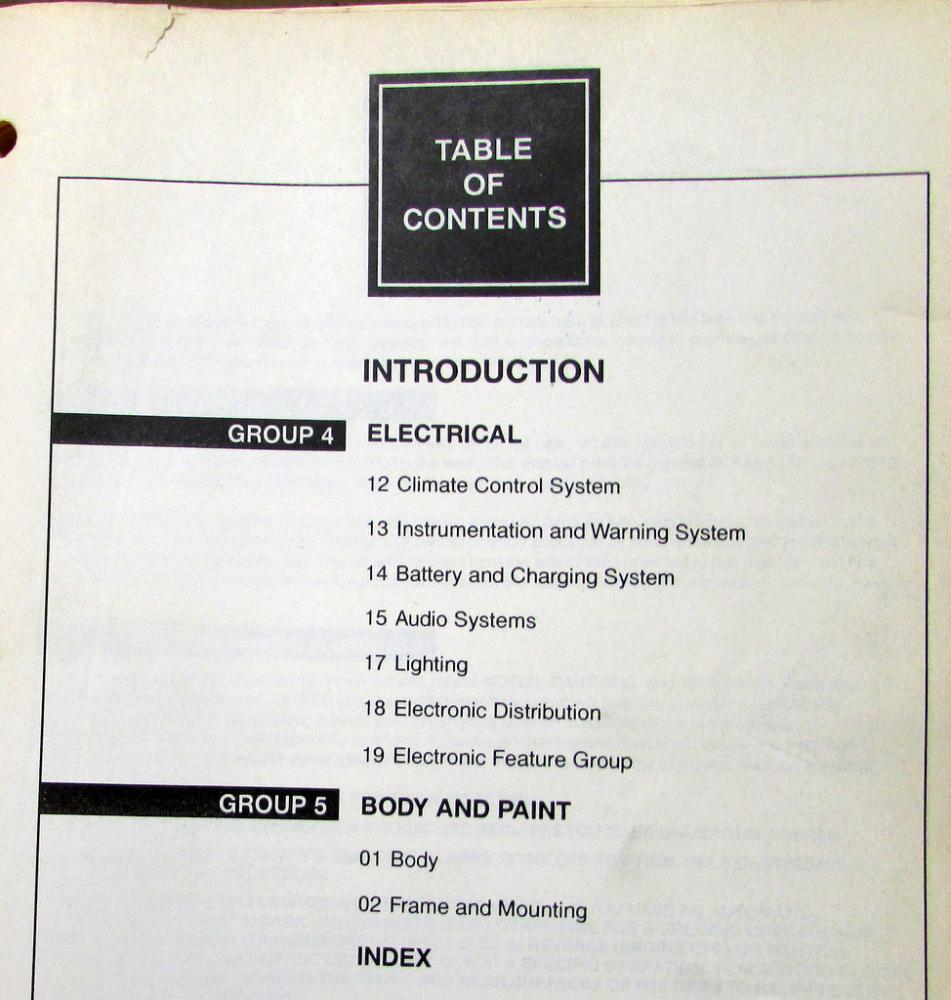 TABLE
OF
CONTENTS
INTRODUCTION
GROUP 4 ELECTRICAL
12 Climate Control System
13 Instrumentation and Warning System
14 Battery and Charging System
15 Audio Systems
17 Lighting
18 Electronic Distribution
19 Electronic Feature Group
GROUP 5 BODY AND PAINT
01 Body
02 Frame and Mounting
INDEX